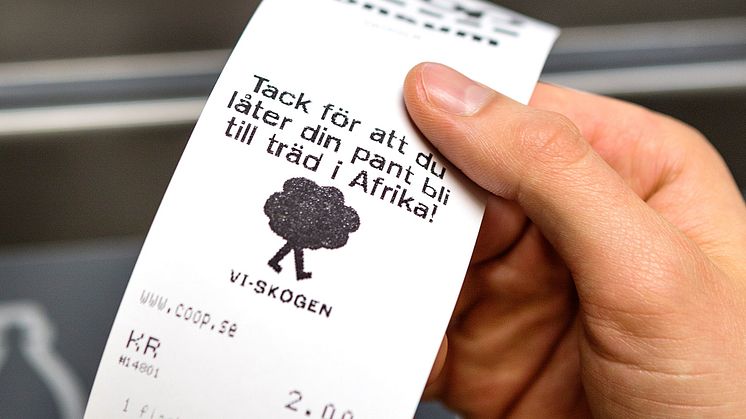 Tack för att du
låter din pant bli
till träd i Afrika!
VI-SKOGEN
www.coop.se
KR
#14801
2.00